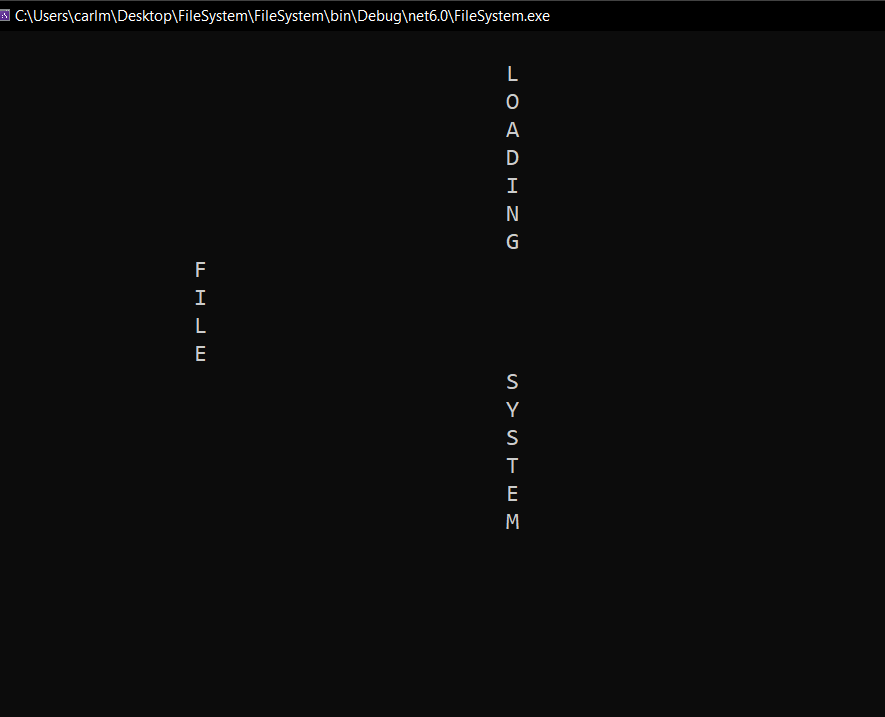 C:\Users\carlm\Desktop\FileSystem\FileSystem\bin\Debug\net6.0\FileSystem.exe
L
O
A
D
I
N
G
F
I
L
E
S
Y
S
T
E
M